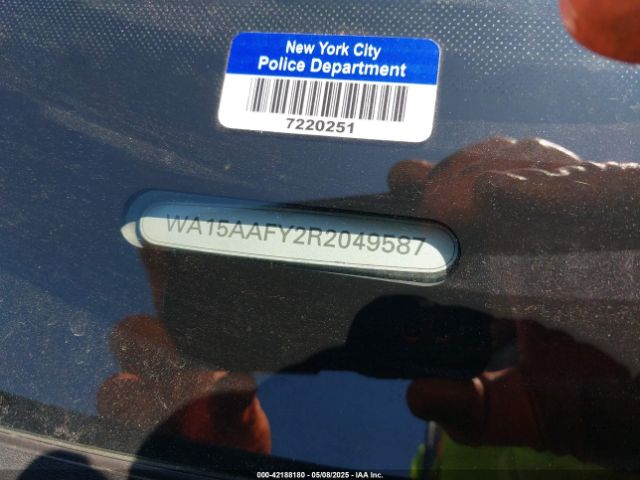 New York City
Police Department
7220251
WA15AAFY2R2049587
000-42188180 - 05/08/2025 - IAA Inc.